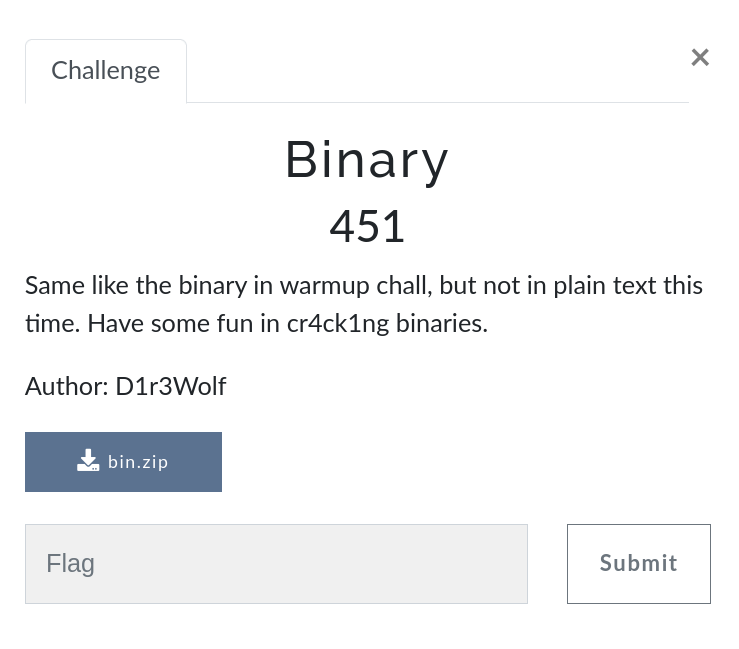 Challenge
×
Binary
451
Same like the binary in warmup chall, but not in plain text this
time. Have some fun in cr4ck1ng binaries.
Author: D1r3Wolf
bin.zip
Flag
Submit